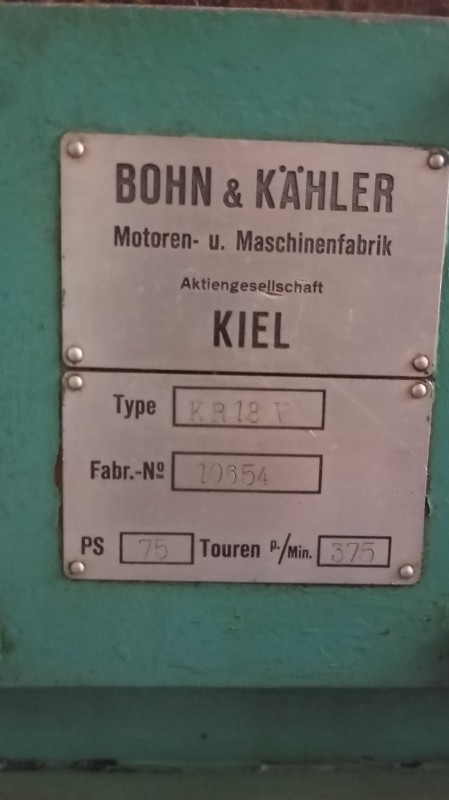 BOHN & KÄHLER
Motoren- u. Maschinenfabrik
Aktiengesellschaft
KIEL
Type KR18 V
Fabr.-Nº 10654
PS 75 Touren p./Min. 375